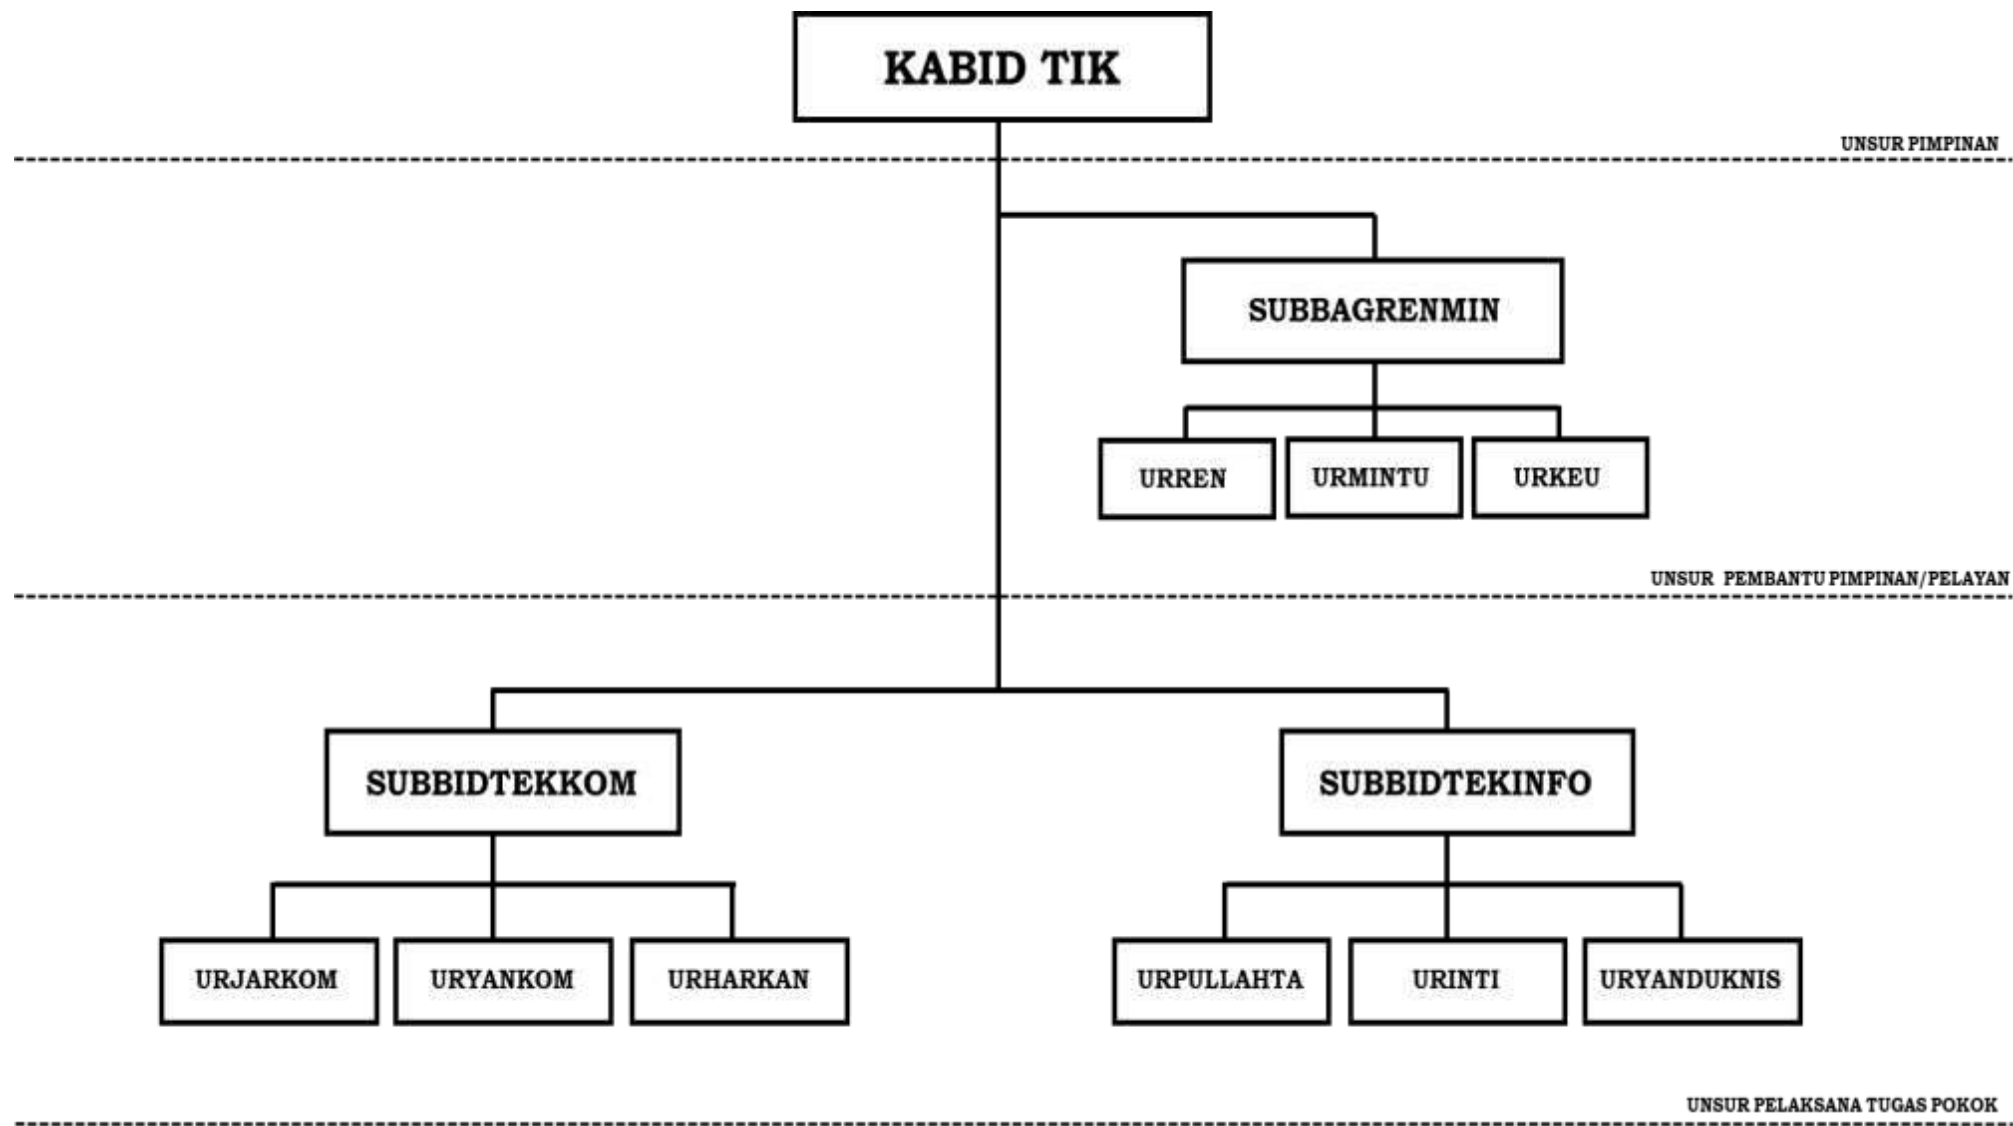 KABID TIK
UNSUR PIMPINAN
SUBBAGRENMIN
URREN
URMINTU
URKEU
UNSUR PEMBANTU PIMPINAN/PELAYAN
SUBBIDTEKKOM
SUBBIDTEKINFO
URJARKOM
URYANKOM
URHARKAN
URPULLAHTA
URINTI
URYANDUKNIS
UNSUR PELAKSANA TUGAS POKOK